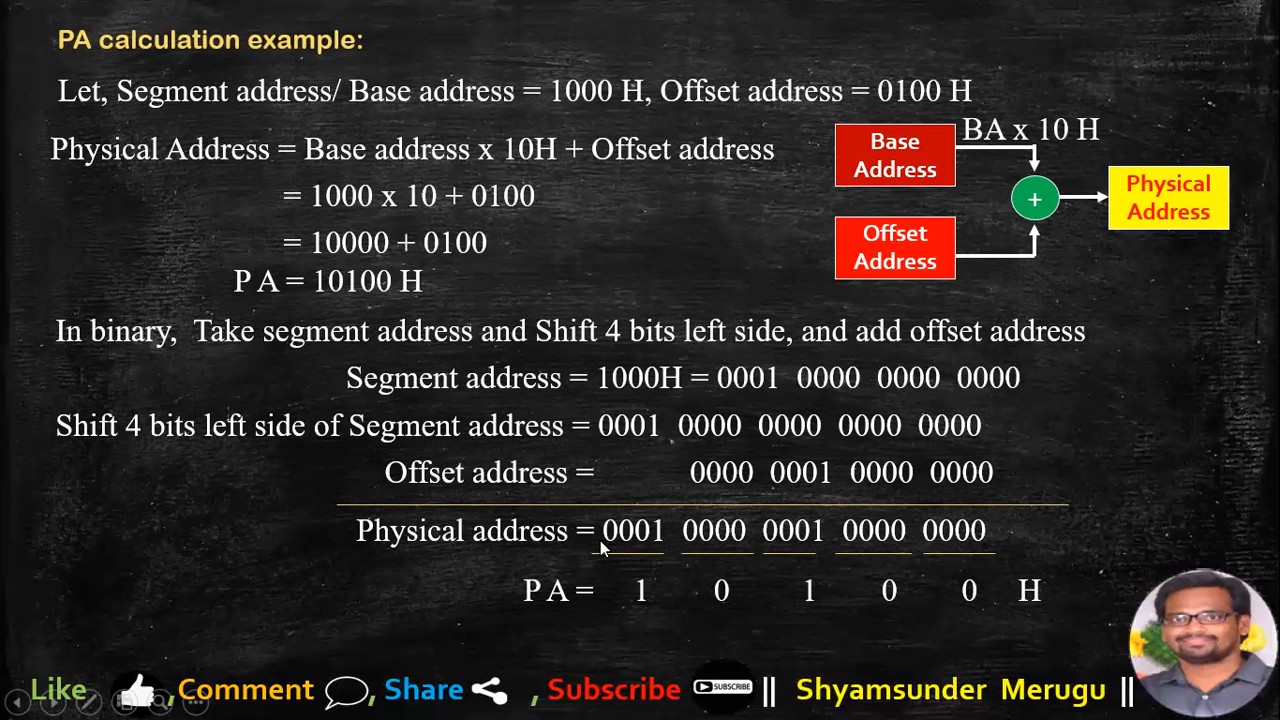 PA calculation example:
Let, Segment address/ Base address = 1000 H, Offset address = 0100 H
Physical Address = Base address x 10H + Offset address
= 1000 x 10 + 0100
= 10000 + 0100
P A = 10100 H
Base
Address
BA x 10 H
+
Physical
Address
Offset
Address
In binary, Take segment address and Shift 4 bits left side, and add offset address
Segment address = 1000H = 0001 0000 0000 0000
Shift 4 bits left side of Segment address = 0001 0000 0000 0000 0000
Offset address = 0000 0001 0000 0000
Physical address = 0001 0000 0001 0000 0000
P A = 1 0 1 0 0 H
Like , Comment , Share , Subscribe SUBSCRIBE || Shyamsunder Merugu ||